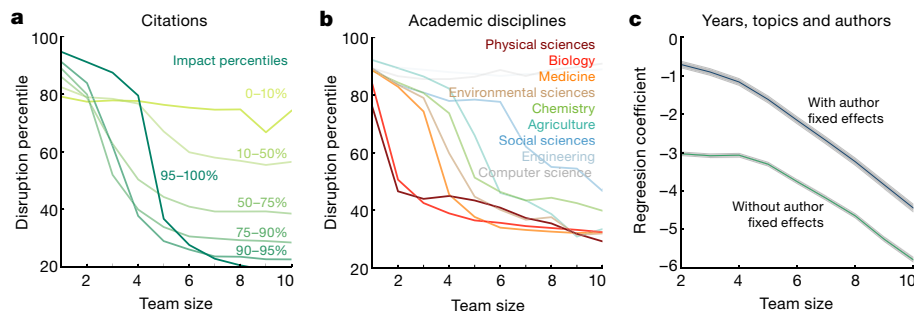 a
Citations
Disruption percentile
100
80
60
40
20
Impact percentiles
0–10%
10–50%
95–100%
50–75%
75–90%
90–95%
2
4
6
8
10
Team size
b
Academic disciplines
Disruption percentile
100
80
60
40
20
Physical sciences
Biology
Medicine
Environmental sciences
Chemistry
Agriculture
Social sciences
Engineering
Computer science
2
4
6
8
10
Team size
c
Years, topics and authors
Regreesion coefficient
0
−1
−2
−3
−4
−5
−6
With author
fixed effects
Without author
fixed effects
2
4
6
8
10
Team size